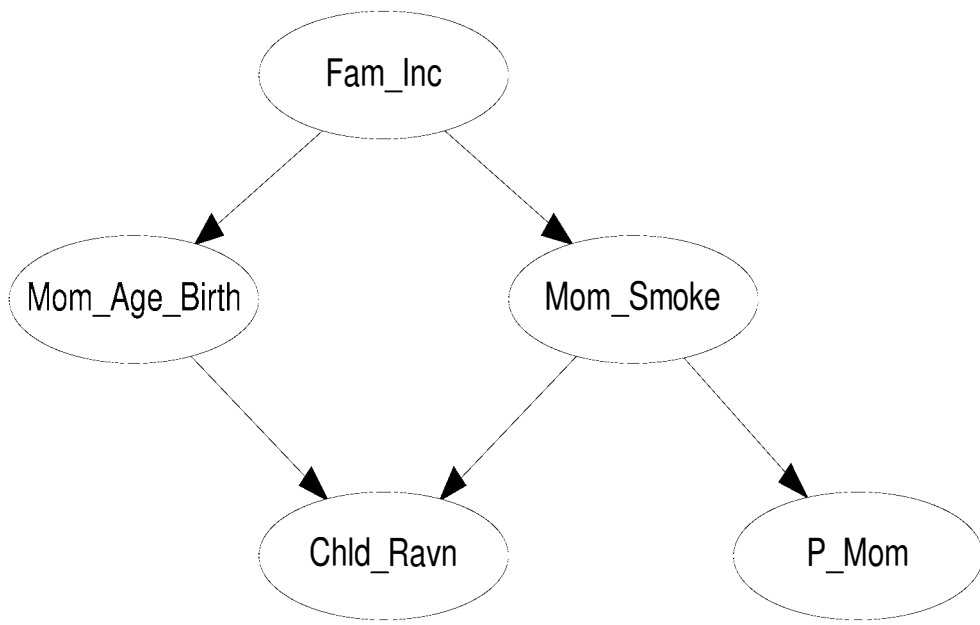 Fam_Inc
Mom_Age_Birth
Mom_Smoke
Chld_Ravn
P_Mom